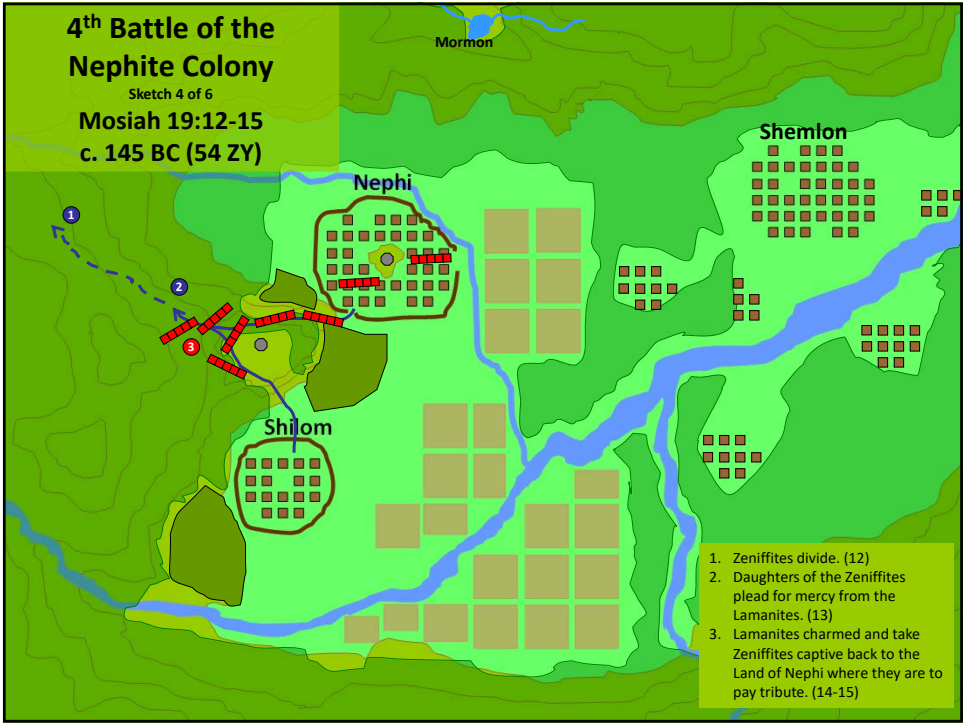 4th Battle of the
Nephite Colony
Sketch 4 of 6
Mosiah 19:12-15
c. 145 BC (54 ZY)
Mormon
Shemlon
Nephi
1
2
3
Shilom
1. Zeniffites divide. (12)
2. Daughters of the Zeniffites
plead for mercy from the
Lamanites. (13)
3. Lamanites charmed and take
Zeniffites captive back to the
Land of Nephi where they are to
pay tribute. (14-15)